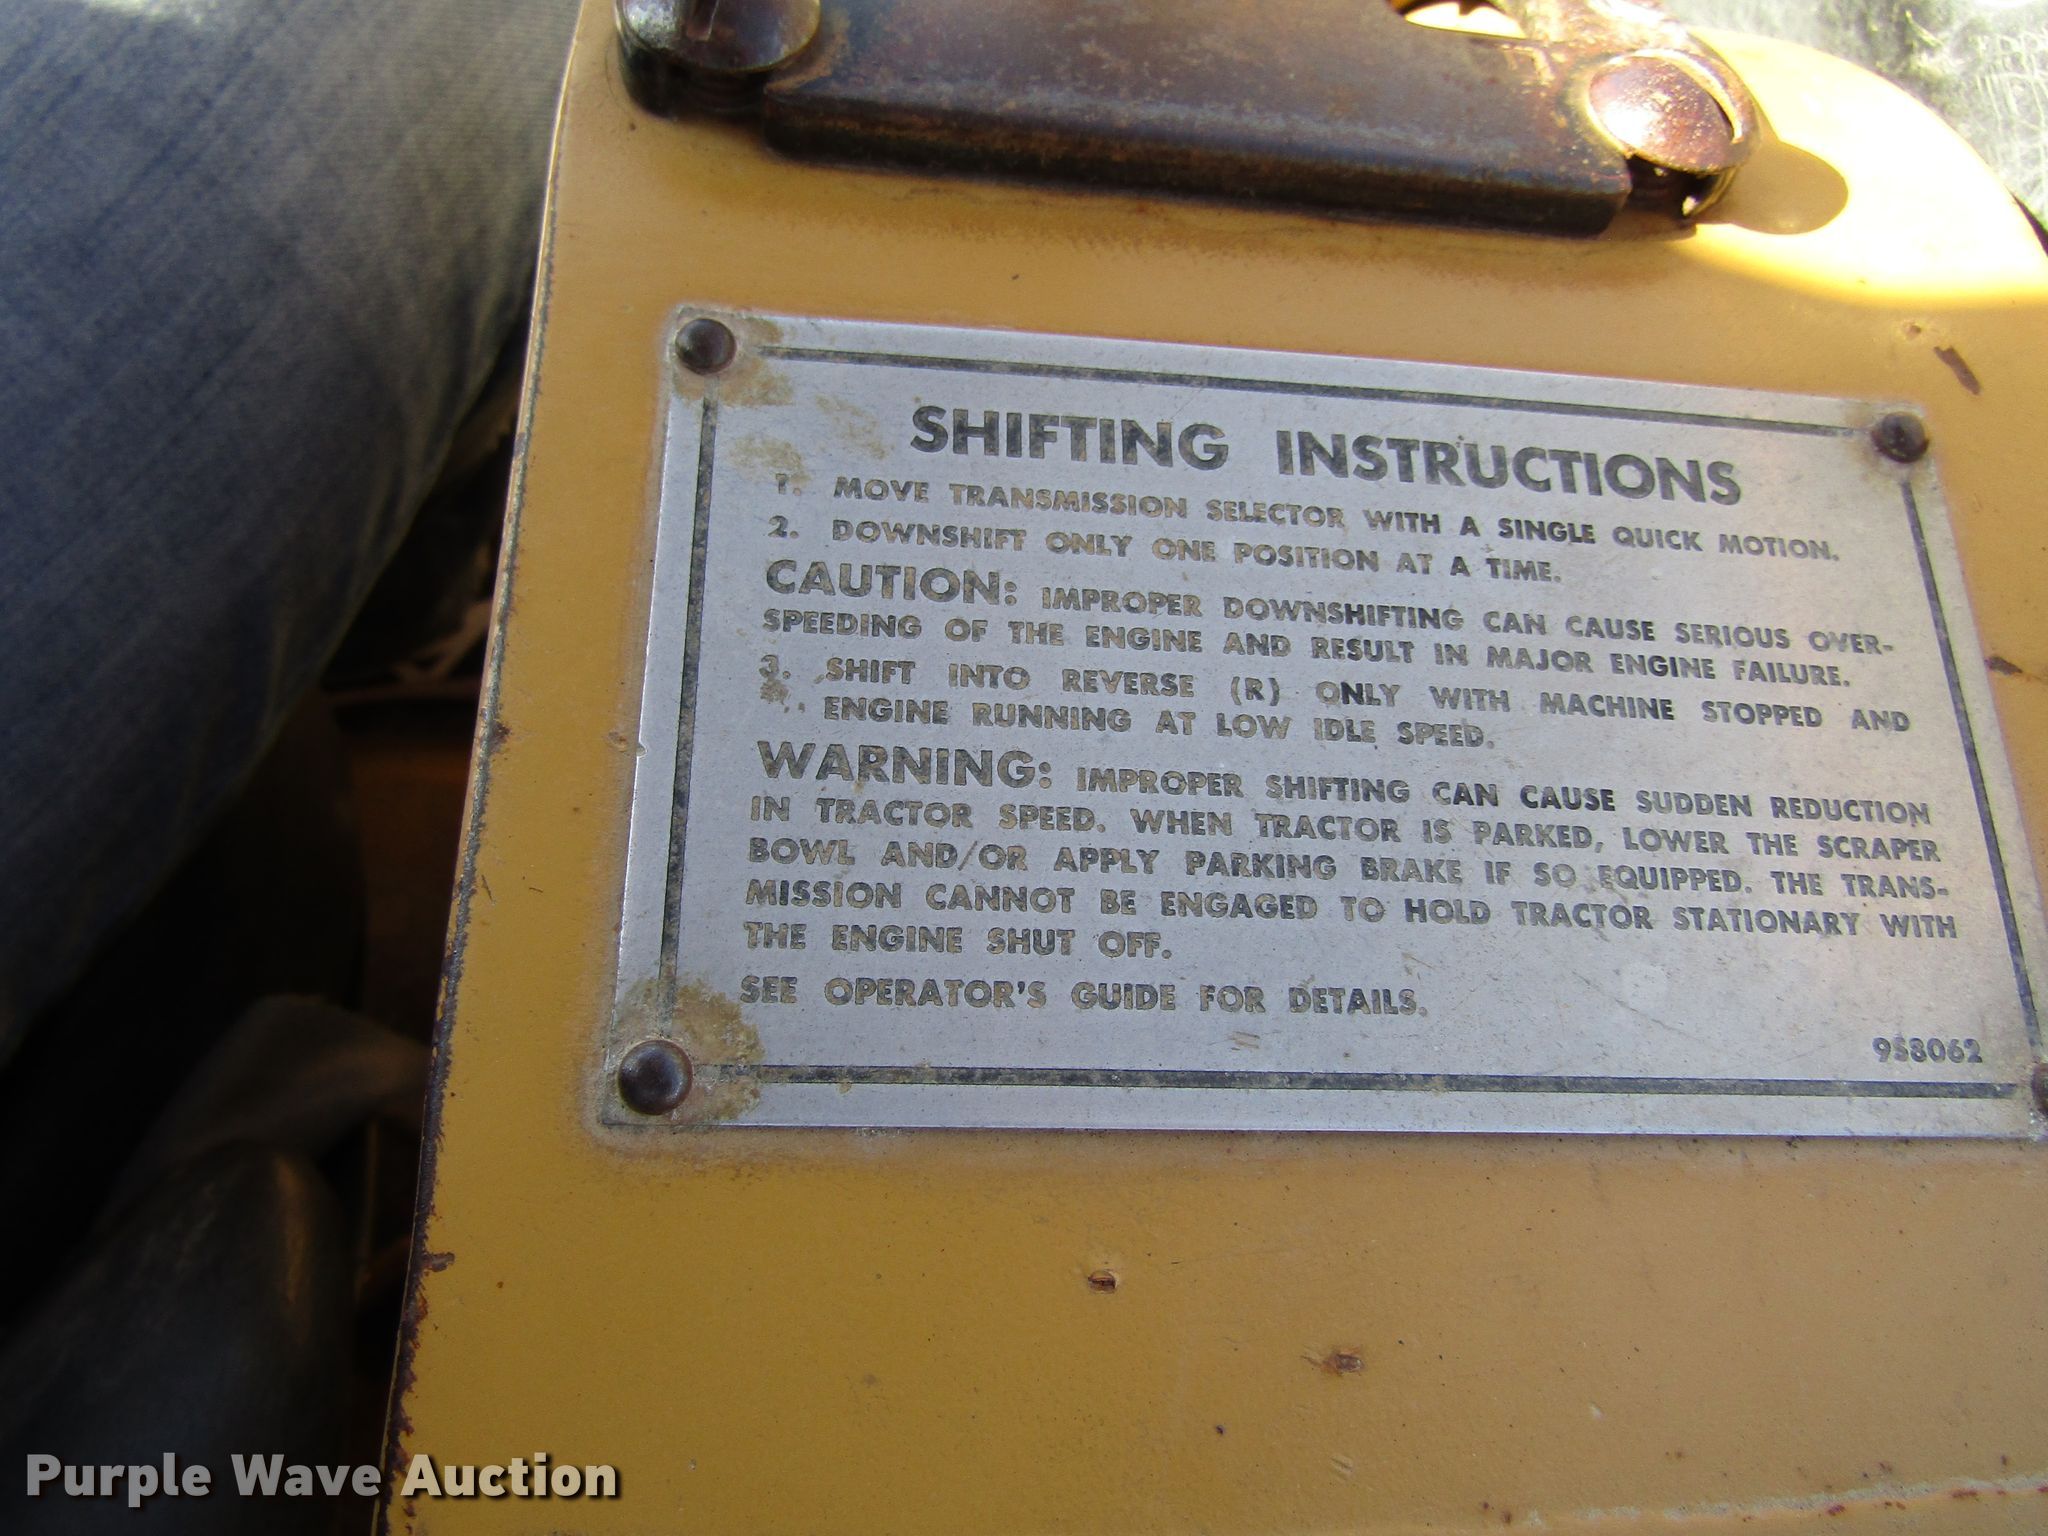 SHIFTING INSTRUCTIONS
1. MOVE TRANSMISSION SELECTOR WITH A SINGLE QUICK MOTION.
2. DOWNSHIFT ONLY ONE POSITION AT A TIME.
CAUTION: IMPROPER DOWNSHIFTING CAN CAUSE SERIOUS OVER-
SPEEDING OF THE ENGINE AND RESULT IN MAJOR ENGINE FAILURE.
3. SHIFT INTO REVERSE (R) ONLY WITH MACHINE STOPPED AND
ENGINE RUNNING AT LOW IDLE SPEED.
WARNING: IMPROPER SHIFTING CAN CAUSE SUDDEN REDUCTION
IN TRACTOR SPEED. WHEN TRACTOR IS PARKED, LOWER THE SCRAPER
BOWL AND/OR APPLY PARKING BRAKE IF SO EQUIPPED. THE TRANS-
MISSION CANNOT BE ENGAGED TO HOLD TRACTOR STATIONARY WITH
THE ENGINE SHUT OFF.
SEE OPERATOR'S GUIDE FOR DETAILS.
9S8062
Purple Wave Auction